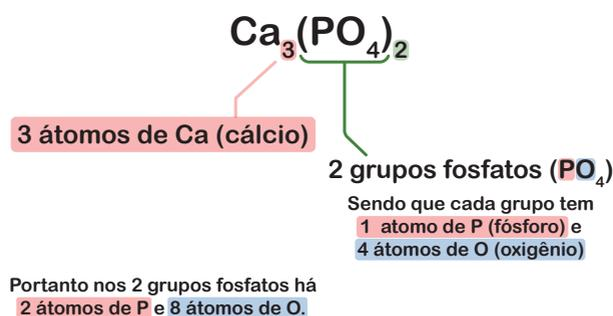 Ca₃(PO₄)₂
3 átomos de Ca (cálcio)
2 grupos fosfatos (PO₄)
Sendo que cada grupo tem
1 atomo de P (fósforo) e
4 átomos de O (oxigênio)
Portanto nos 2 grupos fosfatos há
2 átomos de P e 8 átomos de O.